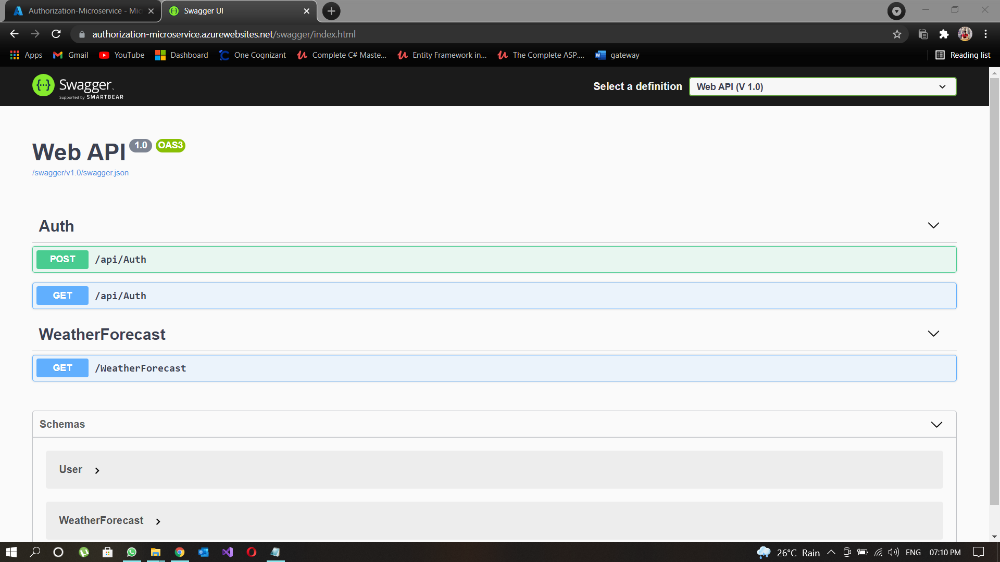 Authorization-Microservice - Mic
Swagger UI
authorization-microservice.azurewebsites.net/swagger/index.html
Apps
Gmail
YouTube
Dashboard
One Cognizant
Complete C# Maste...
Entity Framework in...
The Complete ASP....
gateway
Reading list
Swagger
Supported by SMARTBEAR
Select a definition
Web API (V 1.0)
Web API 1.0 OAS3
/swagger/v1.0/swagger.json
Auth
POST /api/Auth
GET /api/Auth
WeatherForecast
GET /WeatherForecast
Schemas
User
WeatherForecast
26°C Rain
ENG
07:10 PM